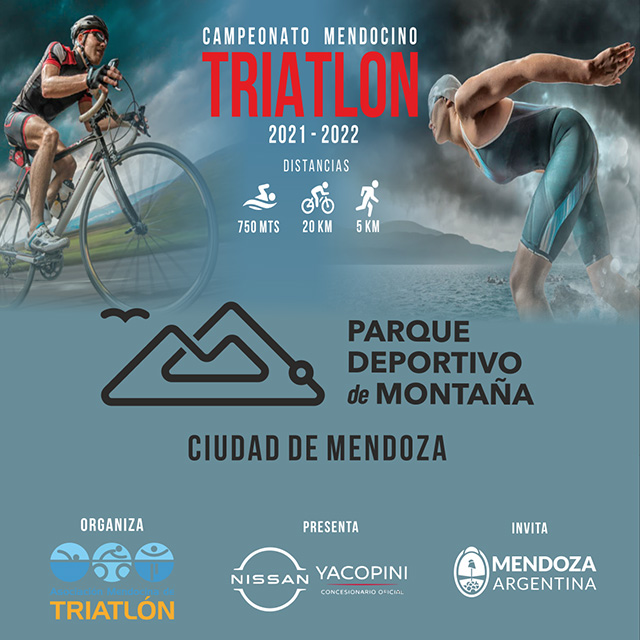 CAMPEONATO MENDOCINO
TRIATLON
2021 - 2022
DISTANCIAS
750 MTS
20 KM
5 KM
PARQUE
DEPORTIVO
de MONTAÑA
CIUDAD DE MENDOZA
ORGANIZA
TRIATLÓN
PRESENTA
NISSAN
YACOPINI
CONCESIONARIO OFICIAL
INVITA
MENDOZA
ARGENTINA